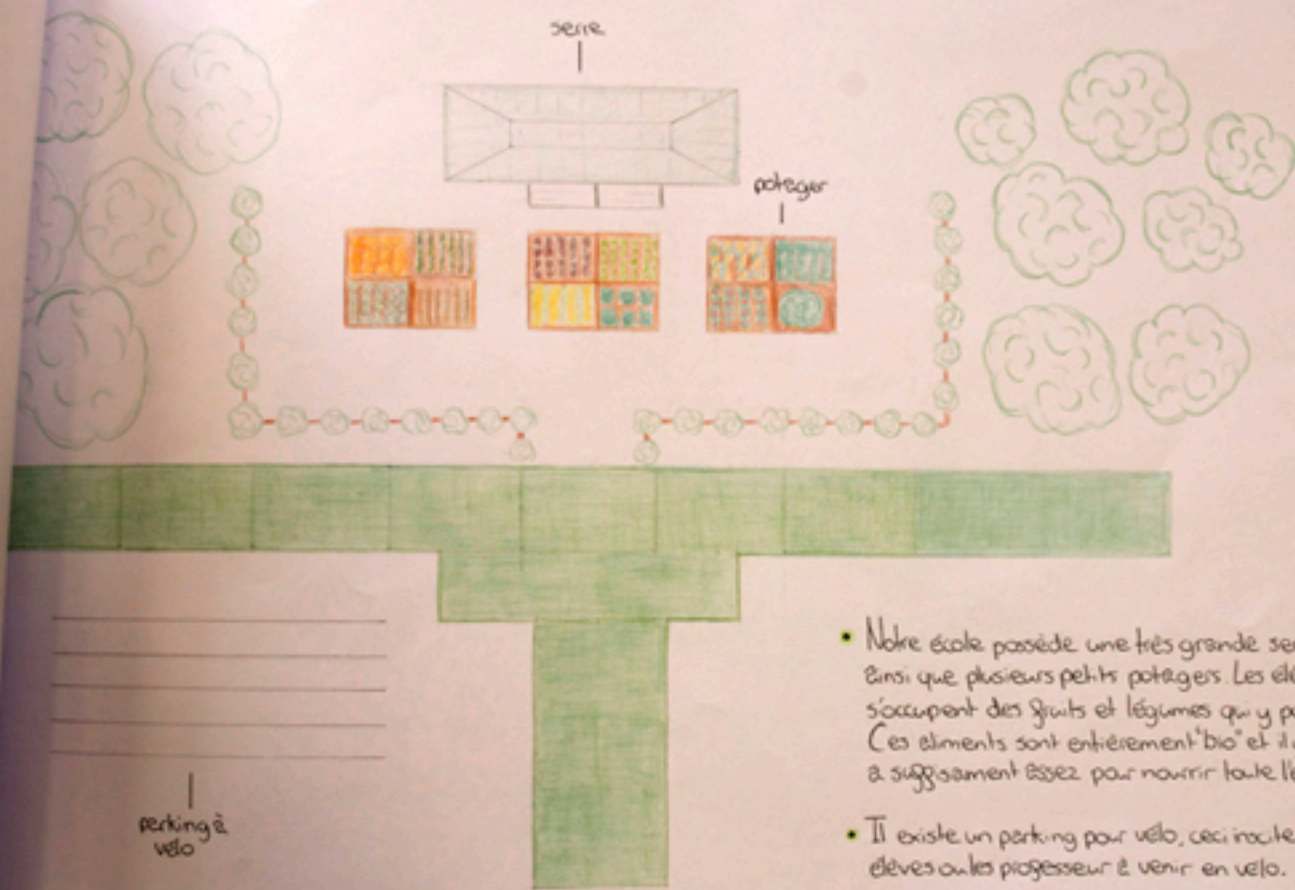 serre
potager
parking à
vélo
• Notre école possède une très grande
ainsi que plusieurs petits potagers. Les
s'occupent des fruits et légumes qui y
Ces aliments sont entièrement "bio" et
a suffisament assez pour nourrir toute
• Il existe un parking pour vélo, ceci incite
élèves ou les professeur à venir en vélo.